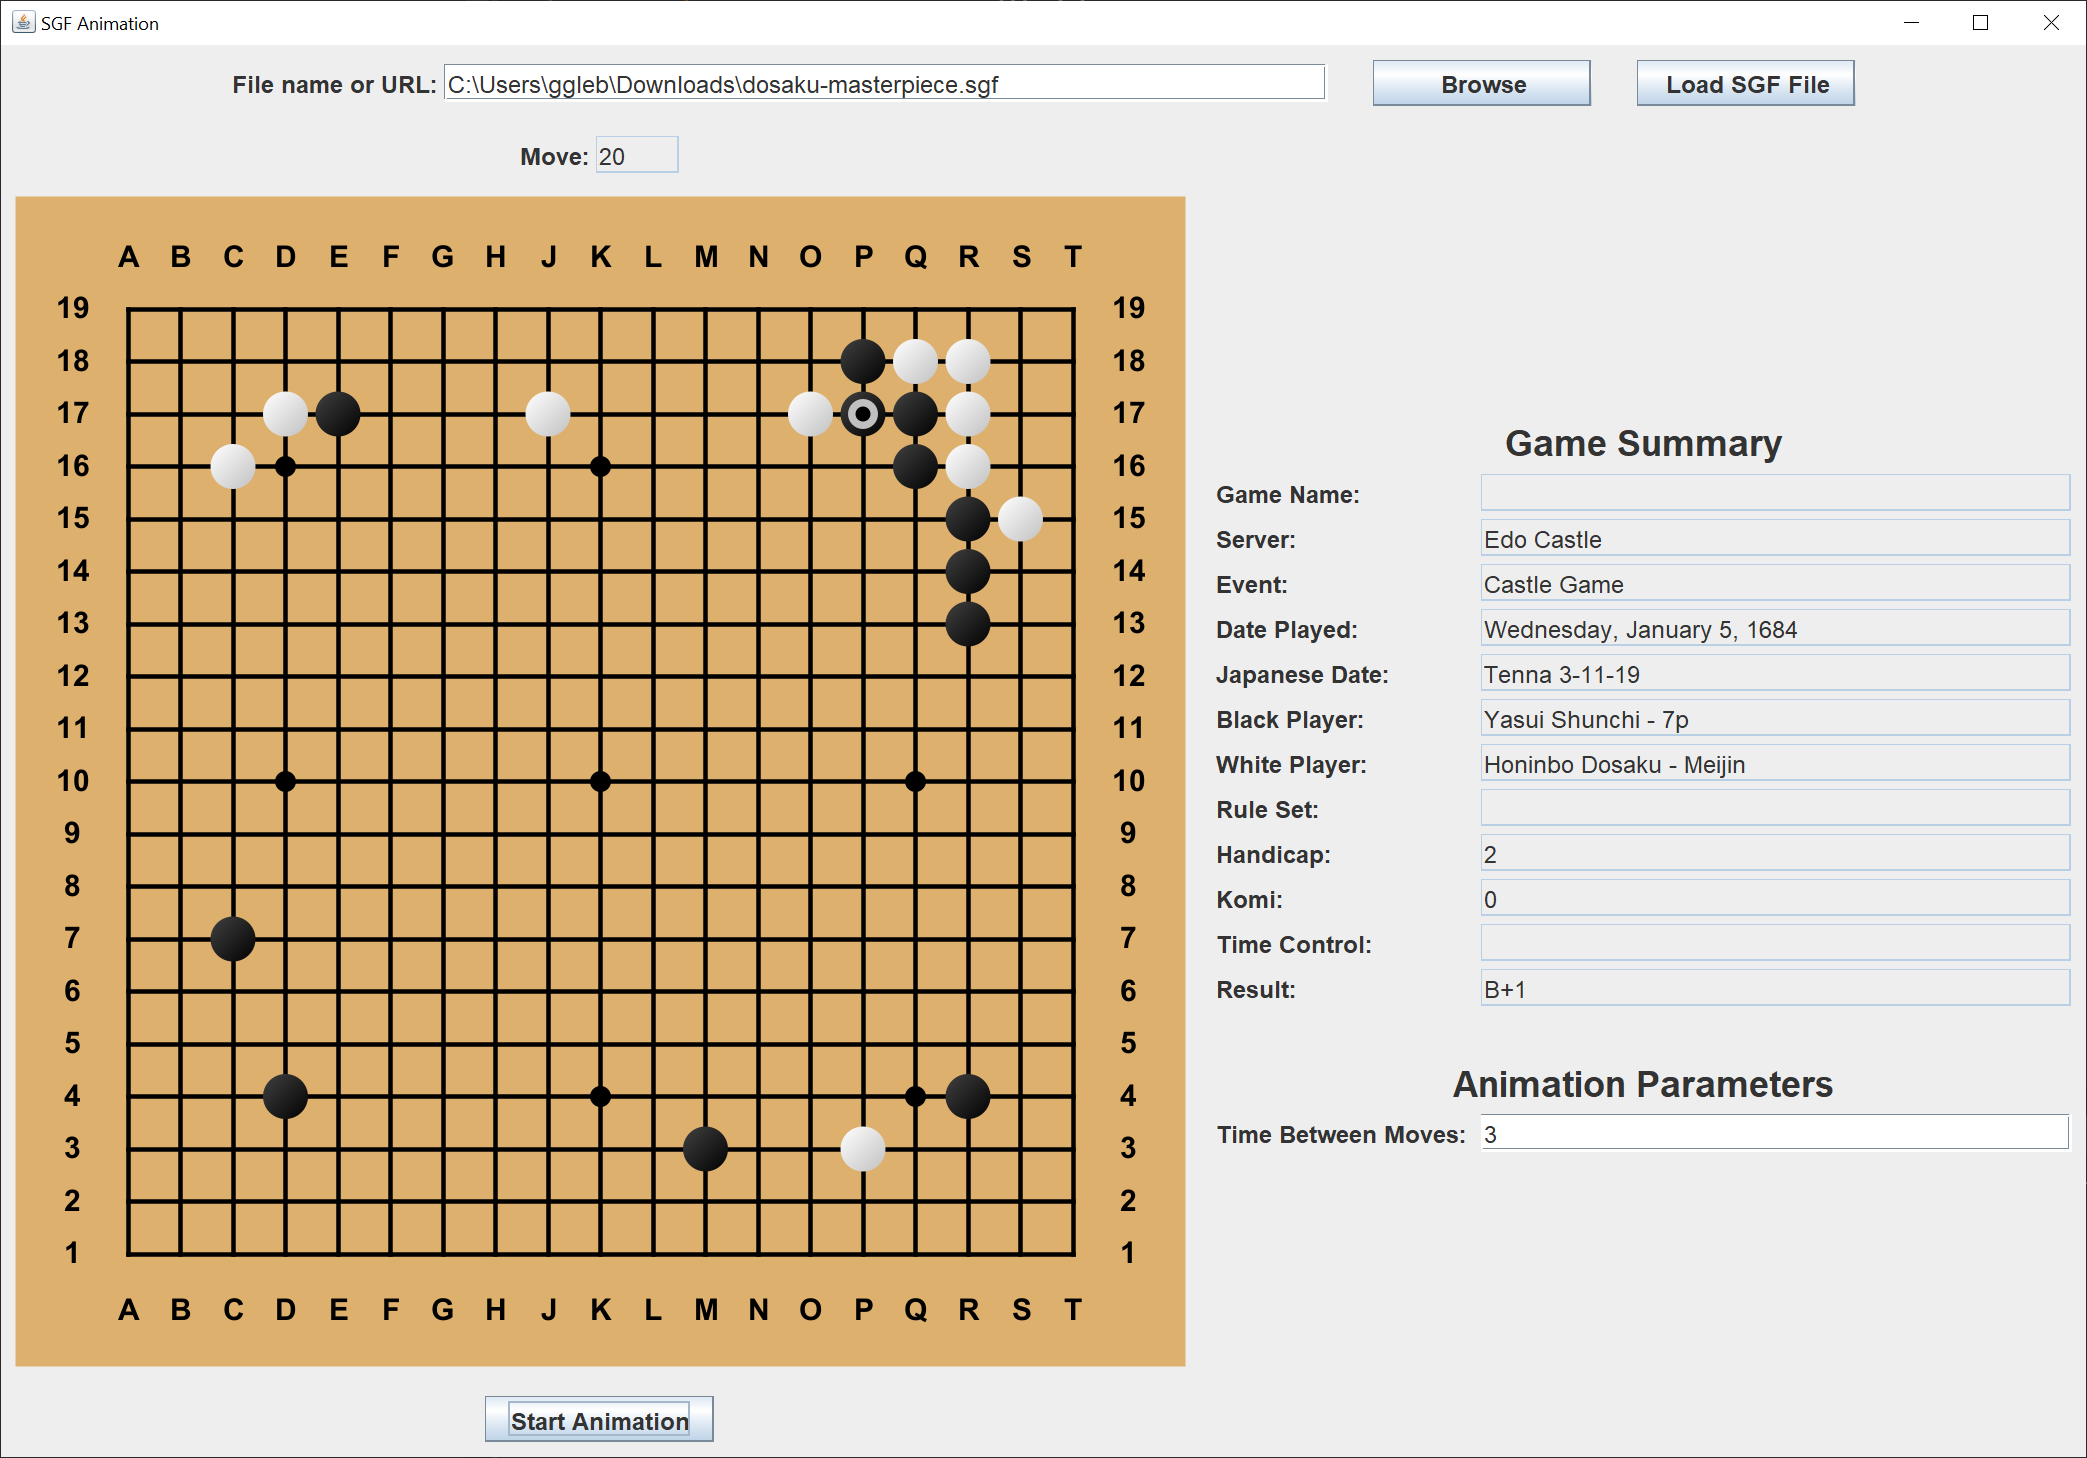 SGF Animation
File name or URL: C:\Users\ggleb\Downloads\dosaku-masterpiece.sgf Browse Load SGF File
Move: 20
A B C D E F G H J K L M N O P Q R S T
19 19
18 18
17 17
16 16
15 15
14 14
13 13
12 12
11 11
10 10
9 9
8 8
7 7
6 6
5 5
4 4
3 3
2 2
1 1
A B C D E F G H J K L M N O P Q R S T
Start Animation
Game Summary
Game Name:
Server: Edo Castle
Event: Castle Game
Date Played: Wednesday, January 5, 1684
Japanese Date: Tenna 3-11-19
Black Player: Yasui Shunchi - 7p
White Player: Honinbo Dosaku - Meijin
Rule Set:
Handicap: 2
Komi: 0
Time Control:
Result: B+1
Animation Parameters
Time Between Moves: 3